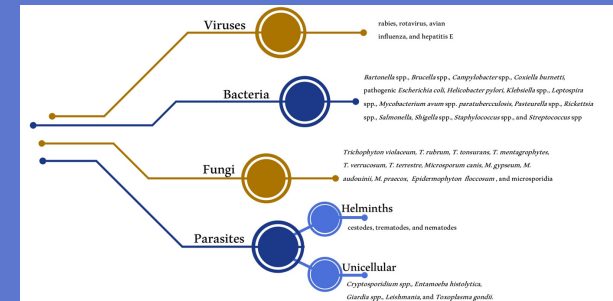 Viruses
rabies, rotavirus, avian
influenza, and hepatitis E
Bacteria
Bartonella spp., Brucella spp., Campylobacter spp., Coxiella burnetti,
pathogenic Escherichia coli, Helicobacter pylori, Klebsiella spp., Leptospira
spp., Mycobacterium avum spp. paratubercculosis, Pasteurella spp., Rickettsia
spp., Salmonella, Shigella spp., Staphylococcus spp., and Streptococcus spp
Fungi
Trichophyton violaceum, T. rubrum, T. tonsurans, T. mentagrophytes,
T. verrucosum, T. terrestre, Microsporum canis, M. gypseum, M.
audouinii, M. praecox, Epidermophyton floccosum, and microsporidia
Parasites
Helminths
cestodes, trematodes, and nematodes
Unicellular
Cryptosporidium spp., Entamoeba histolytica,
Giardia spp., Leishmania, and Toxoplasma gondii.